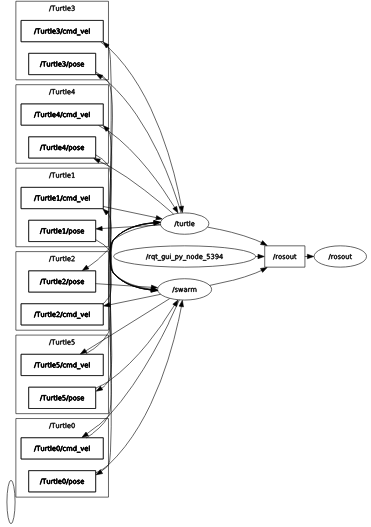 /Turtle3
/Turtle3/cmd_vel
/Turtle3/pose
/Turtle4
/Turtle4/cmd_vel
/Turtle4/pose
/Turtle1
/Turtle1/cmd_vel
/Turtle1/pose
/Turtle2
/Turtle2/pose
/Turtle2/cmd_vel
/Turtle5
/Turtle5/cmd_vel
/Turtle5/pose
/Turtle0
/Turtle0/cmd_vel
/Turtle0/pose
/turtle
/rqt_gui_py_node_5394
/swarm
/rosout
/rosout